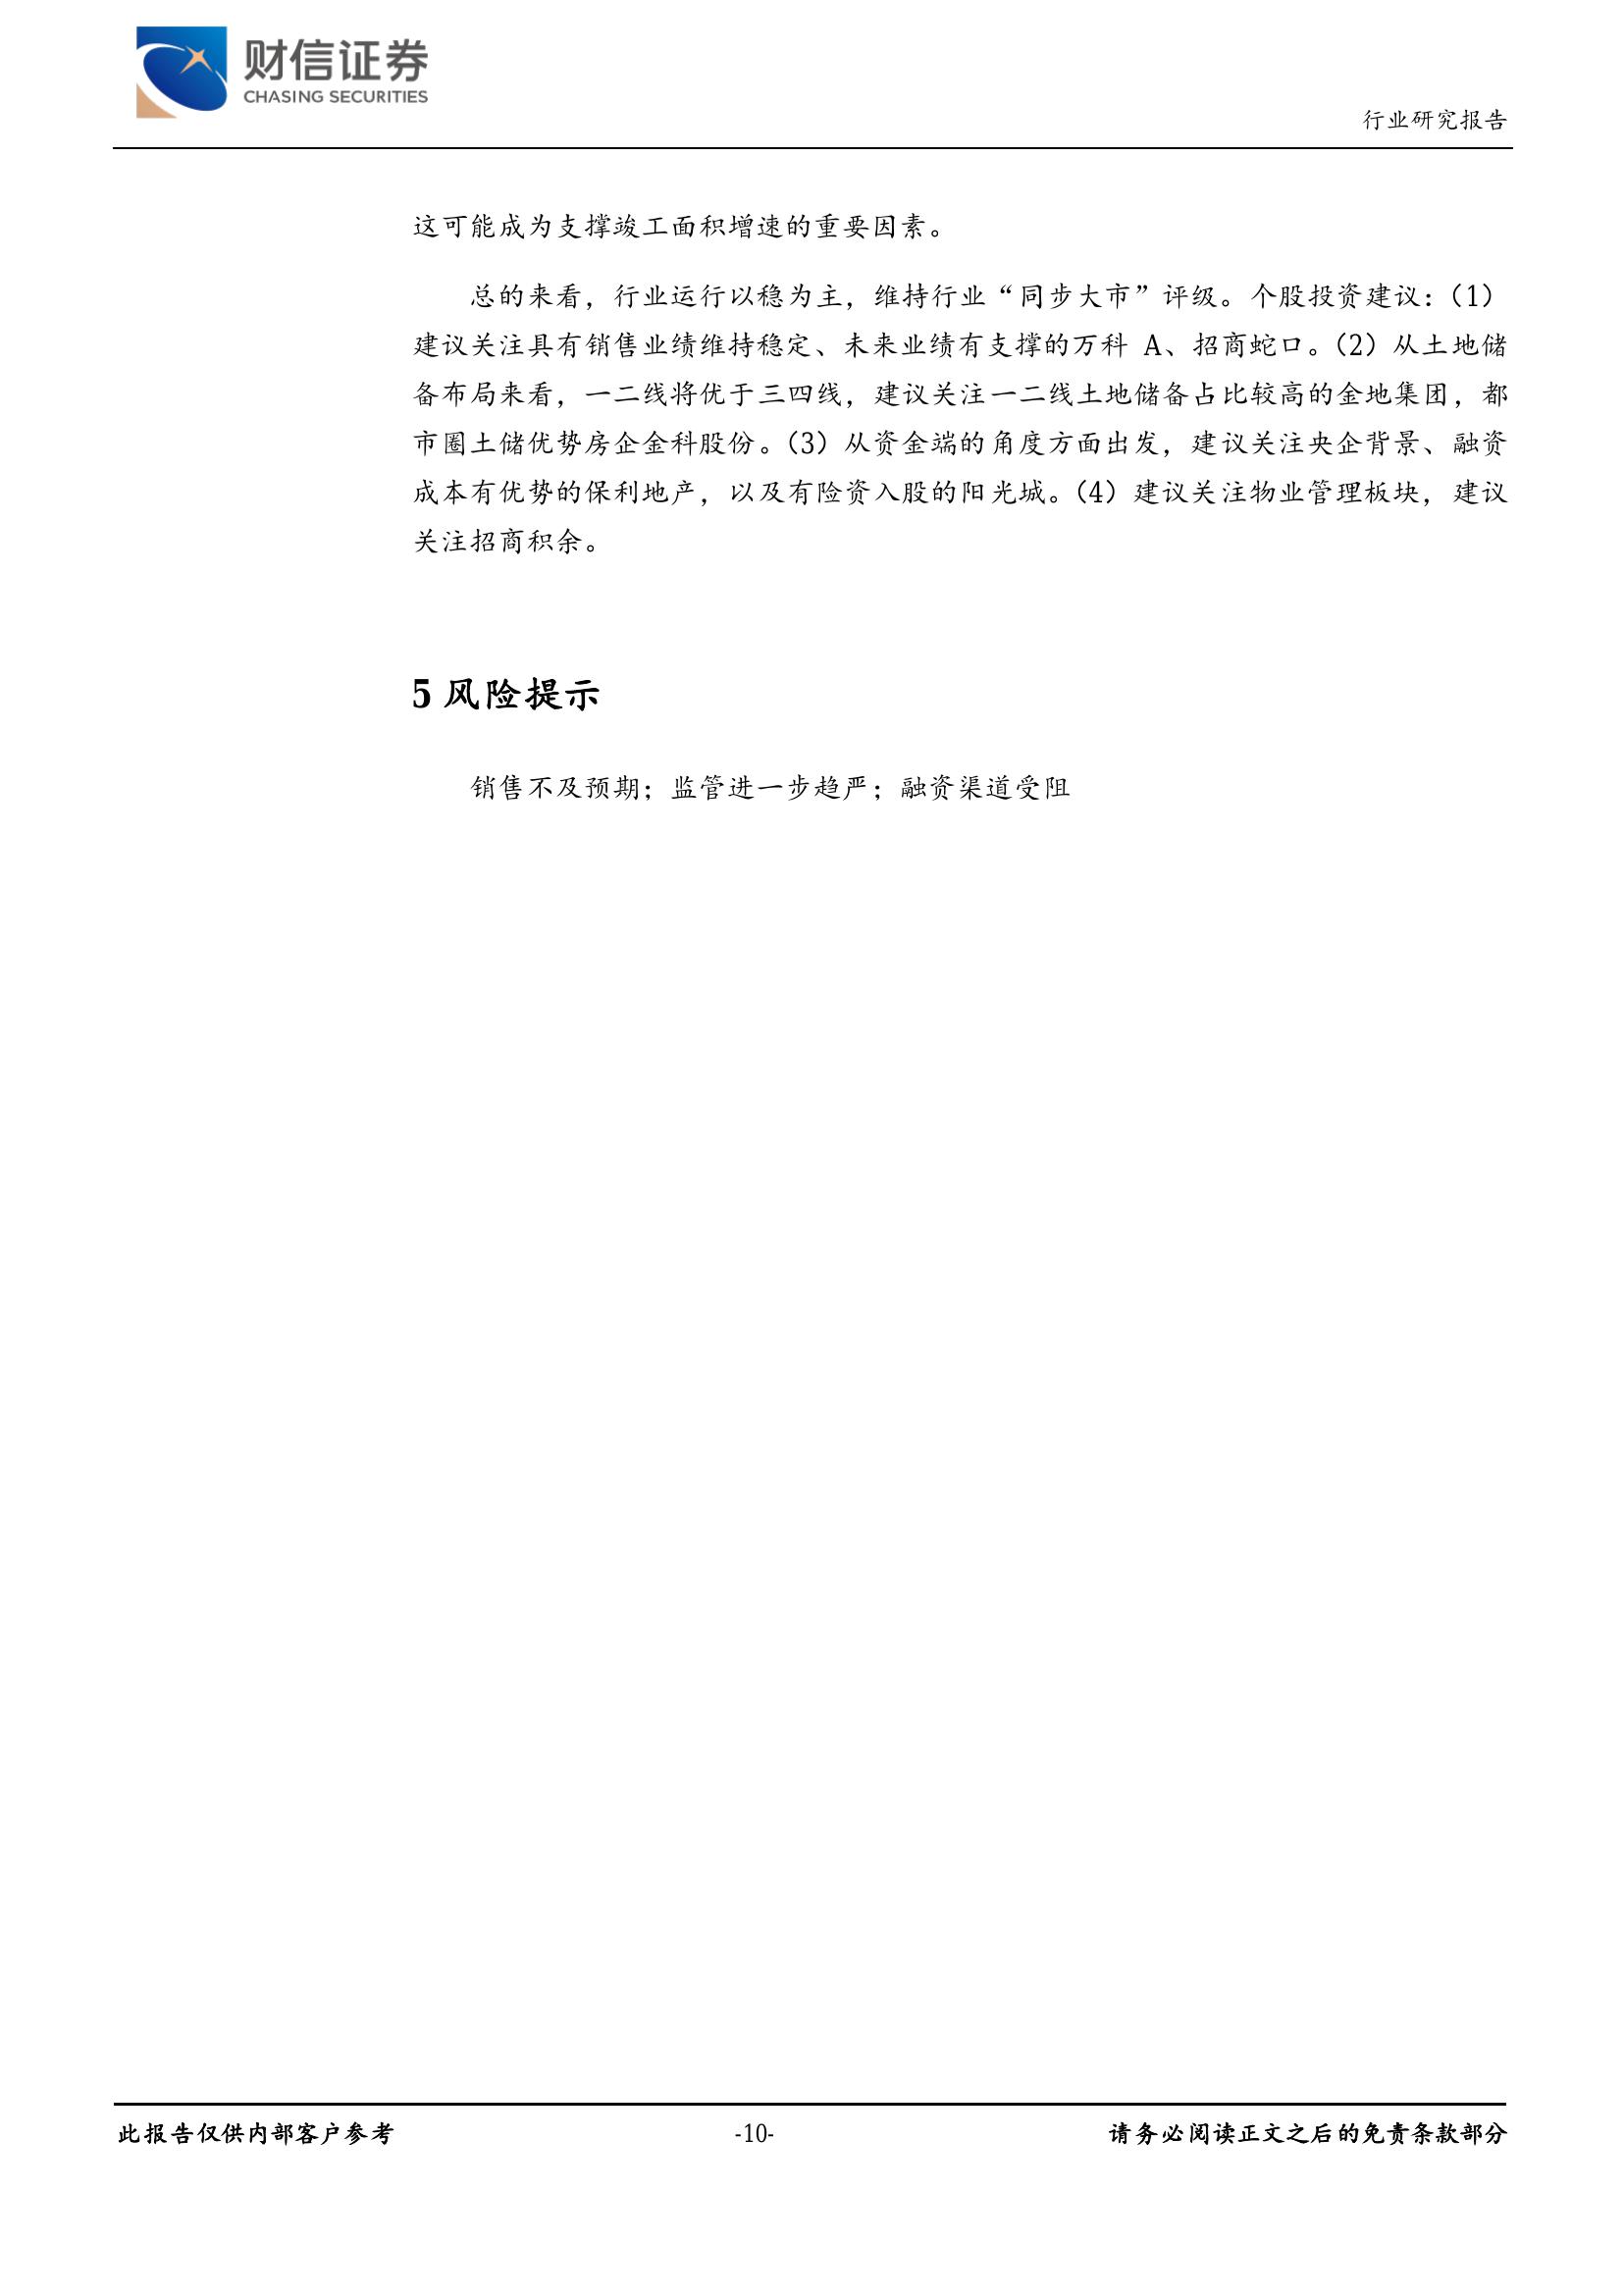 财信证券
CHASING SECURITIES
行业研究报告
这可能成为支撑竣工面积增速的重要因素。
总的来看，行业运行以稳为主，维持行业“同步大市”评级。个股投资建议：（1）
建议关注具有销售业绩维持稳定、未来业绩有支撑的万科 A、招商蛇口。（2）从土地储
备布局来看，一二线将优于三四线，建议关注一二线土地储备占比较高的金地集团，都
市圈土储优势房企金科股份。（3）从资金端的角度方面出发，建议关注央企背景、融资
成本有优势的保利地产，以及有险资入股的阳光城。（4）建议关注物业管理板块，建议
关注招商积余。
5 风险提示
销售不及预期；监管进一步趋严；融资渠道受阻
此报告仅供内部客户参考
-10-
请务必阅读正文之后的免责条款部分